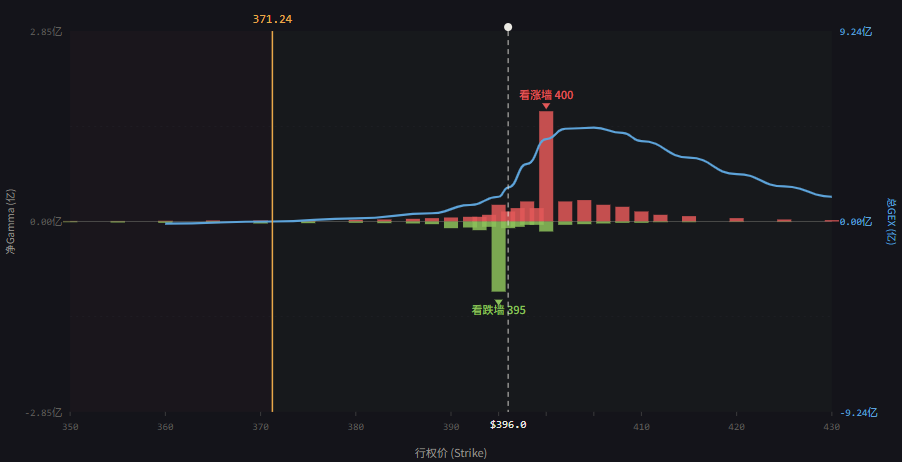 371.24
2.85亿
9.24亿
看涨墙 400
净Gamma (亿)
0.00亿
0.00亿
总GEX (亿)
看跌墙 395
-2.85亿
-9.24亿
350
360
370
380
390
$396.0
410
420
430
行权价 (Strike)